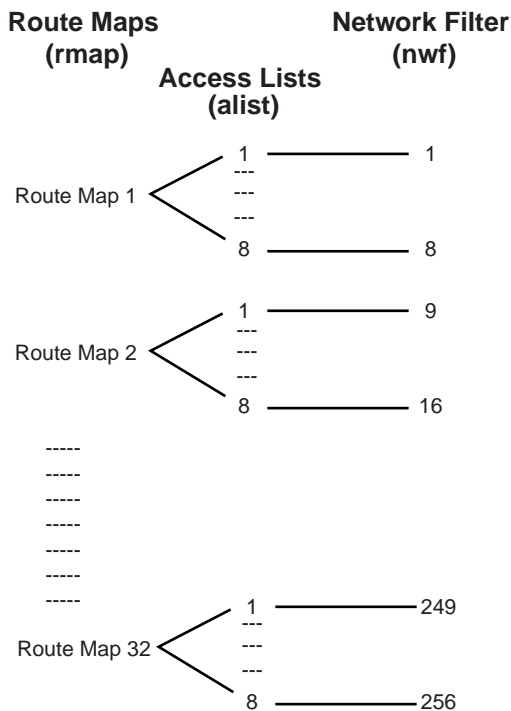 Route Maps
(rmap)
Network Filter
(nwf)
Access Lists
(alist)
1 1
---
---
---
Route Map 1
8 8
1 9
---
---
---
Route Map 2
8 16
-----
-----
-----
-----
-----
-----
-----
1 249
---
---
---
Route Map 32
8 256